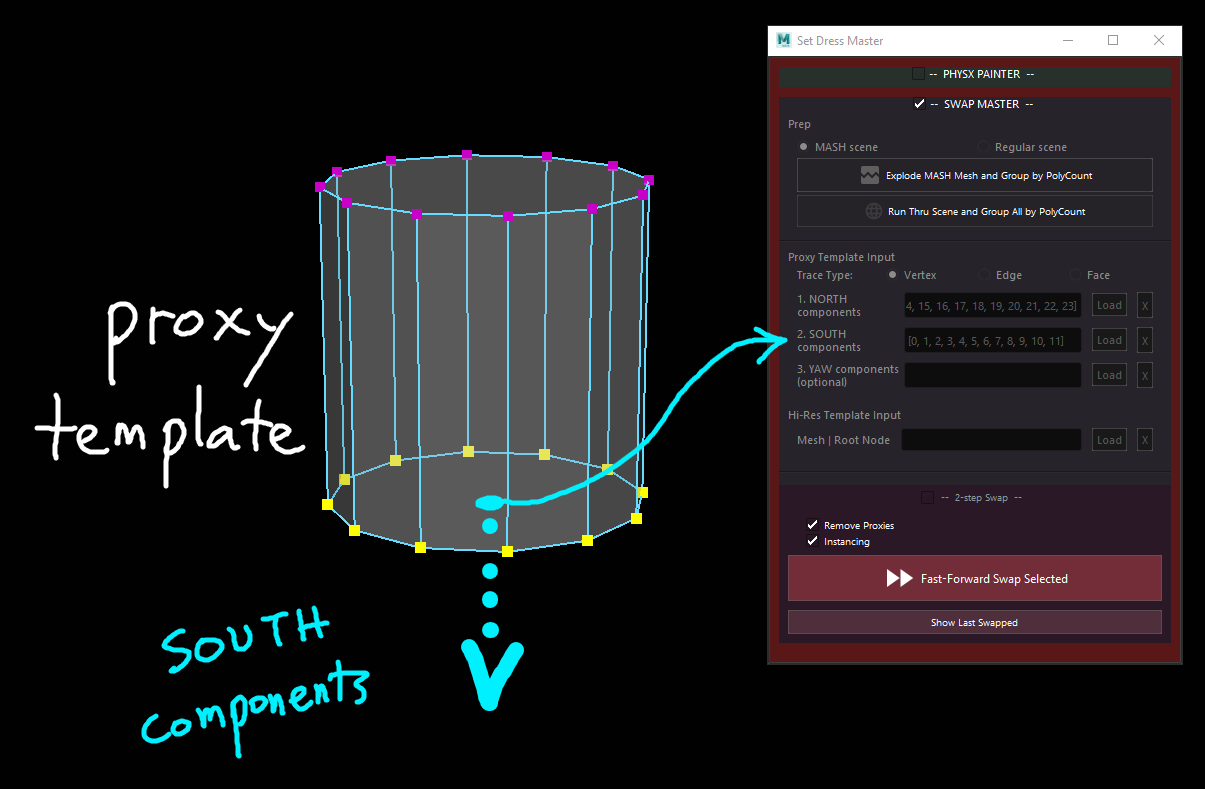 proxy
template
SOUTH
components
Set Dress Master
-- PHYSX PAINTER --
-- SWAP MASTER --
Prep
MASH scene
Regular scene
Explode MASH Mesh and Group by PolyCount
Run Thru Scene and Group All by PolyCount
Proxy Template Input
Trace Type:
Vertex
Edge
Face
1. NORTH
components
4, 15, 16, 17, 18, 19, 20, 21, 22, 23]
Load
X
2. SOUTH
components
[0, 1, 2, 3, 4, 5, 6, 7, 8, 9, 10, 11]
Load
X
3. YAW components
(optional)
Load
X
Hi-Res Template Input
Mesh | Root Node
Load
X
-- 2-step Swap --
Remove Proxies
Instancing
Fast-Forward Swap Selected
Show Last Swapped